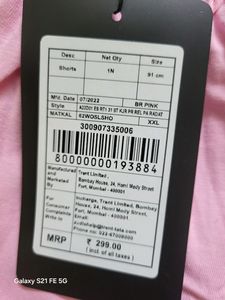 Desc Net Qty
Shorts 1N 91 cm
Mfd. Date 07/2022 BR PINK
Style
MATKAL 62WOSLSHO XXL
300907335006
8000000193884
Manufactured and Marketed By
Trent Limited,
Bombay House, 24, Homi Mody Street
Fort, Mumbai - 400001
For Consumer Complaints Write to
Incharge, Trent Limited, Bombay
House, 24, Homi Mody Street,
Fort, Mumbai - 400001
MRP ₹ 299.00
( incl. of all taxes )
Galaxy S21 FE 5G